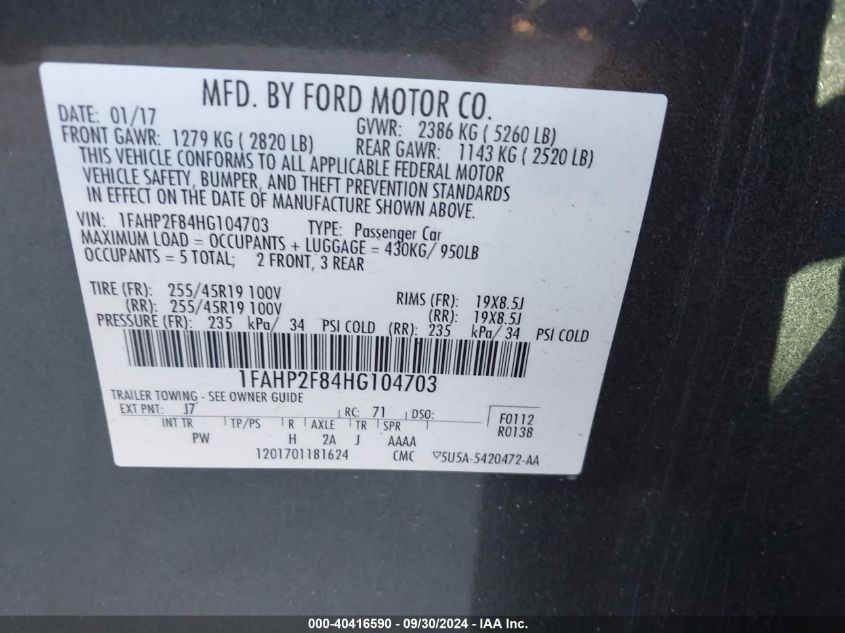 MFD. BY FORD MOTOR CO.
DATE: 01/17 GVWR: 2386 KG ( 5260 LB)
FRONT GAWR: 1279 KG ( 2820 LB) REAR GAWR: 1143 KG ( 2520 LB)
THIS VEHICLE CONFORMS TO ALL APPLICABLE FEDERAL MOTOR
VEHICLE SAFETY, BUMPER, AND THEFT PREVENTION STANDARDS
IN EFFECT ON THE DATE OF MANUFACTURE SHOWN ABOVE.
VIN: 1FAHP2F84HG104703 TYPE: Passenger Car
MAXIMUM LOAD = OCCUPANTS + LUGGAGE = 430KG/ 950LB
OCCUPANTS = 5 TOTAL; 2 FRONT, 3 REAR
TIRE (FR): 255/45R19 100V RIMS (FR): 19X8.5J
(RR): 255/45R19 100V (RR): 19X8.5J
PRESSURE (FR): 235 kPa/ 34 PSI COLD (RR): 235 kPa/ 34 PSI COLD
1FAHP2F84HG104703
TRAILER TOWING - SEE OWNER GUIDE
EXT PNT: J7 RC: 71 DSO: F0112
INT TR TP/PS R AXLE TR SPR R0138
PW H 2A J AAAA
1201701181624 CMC ▽5U5A-5420472-AA
000-40416590 - 09/30/2024 - www.iaai.com